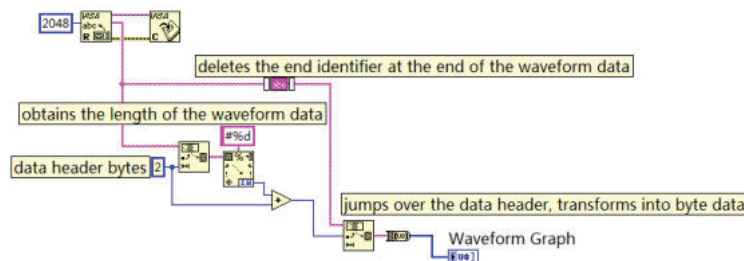 2048
VISA
abc
R
VISA
C
deletes the end identifier at the end of the waveform data
abc
obtains the length of the waveform data
#%d
data header bytes
2
%
+
jumps over the data header, transforms into byte data
U8
Waveform Graph
U8